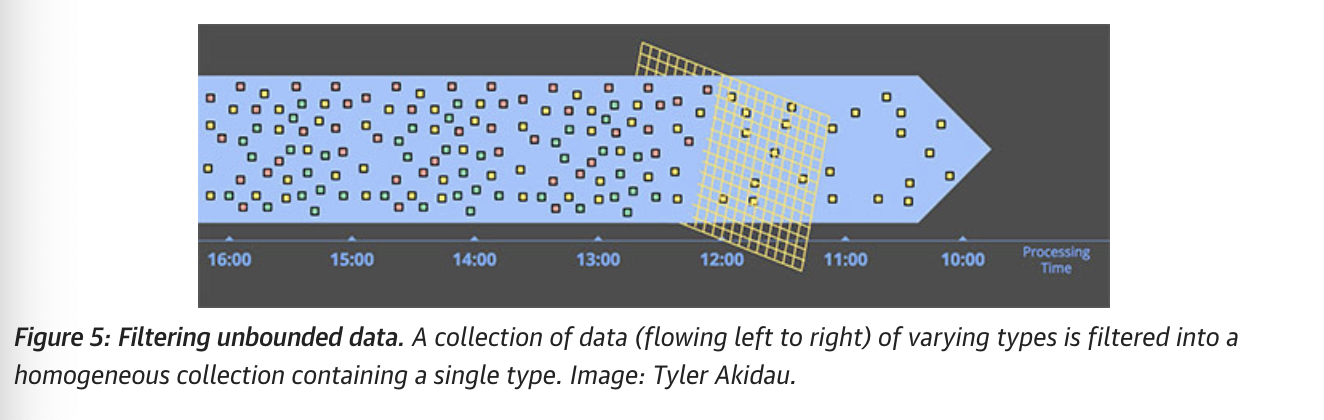 16:00 15:00 14:00 13:00 12:00 11:00 10:00 Processing
Time
Figure 5: Filtering unbounded data. A collection of data (flowing left to right) of varying types is filtered into a
homogeneous collection containing a single type. Image: Tyler Akidau.